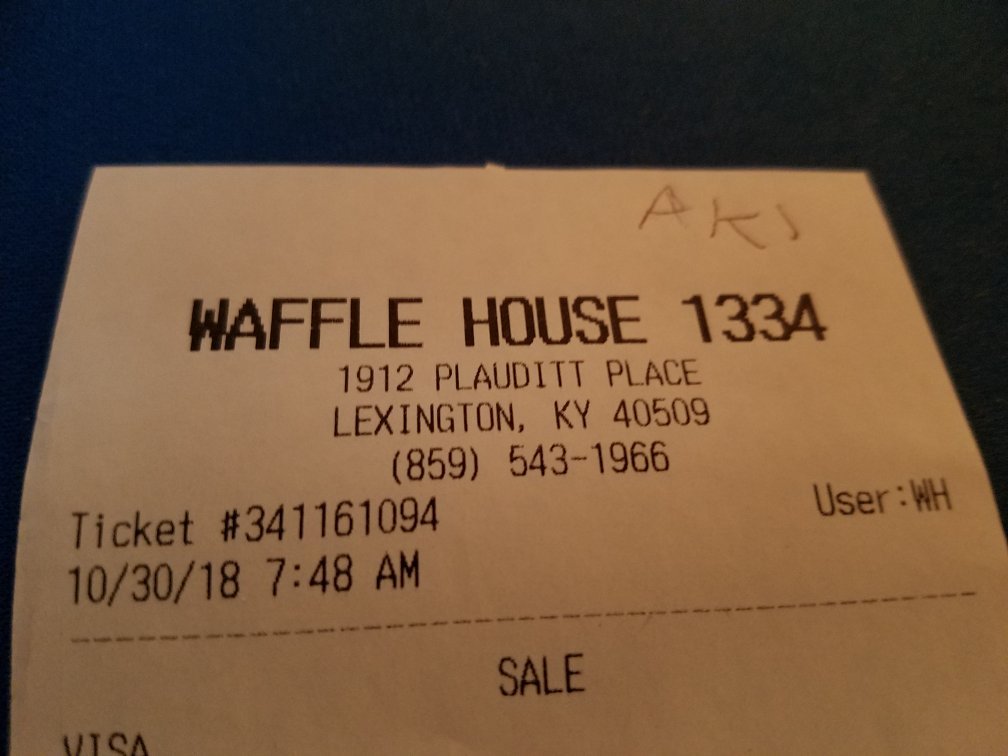 AKI
WAFFLE HOUSE 1334
1912 PLAUDITT PLACE
LEXINGTON, KY 40509
(859) 543-1966
Ticket #341161094 User:WH
10/30/18 7:48 AM
SALE
VISA